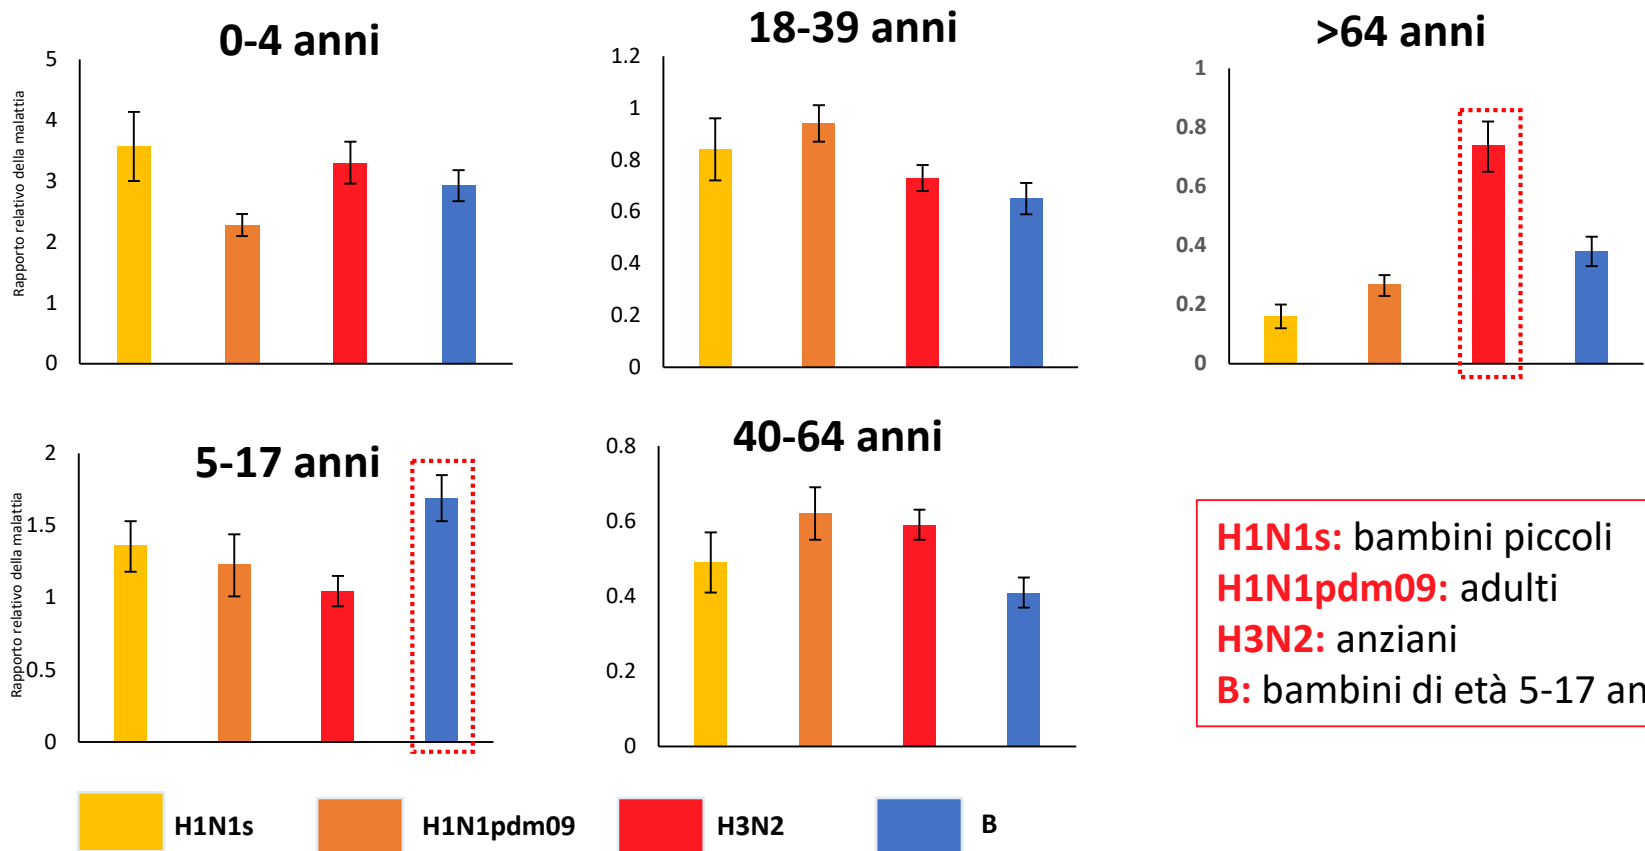 0-4 anni
Rapporto relativo della malattia
5
4
3
2
1
0
18-39 anni
1.2
1
0.8
0.6
0.4
0.2
0
>64 anni
1
0.8
0.6
0.4
0.2
0
5-17 anni
Rapporto relativo della malattia
2
1.5
1
0.5
0
40-64 anni
0.8
0.6
0.4
0.2
0
H1N1s: bambini piccoli
H1N1pdm09: adulti
H3N2: anziani
B: bambini di età 5-17 an
H1N1s
H1N1pdm09
H3N2
B